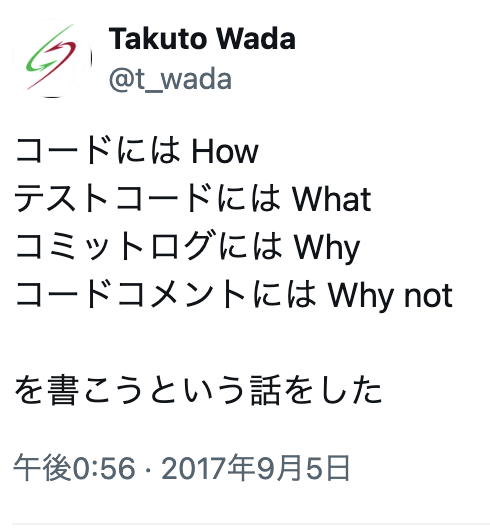 Takuto Wada
@t_wada
コードには How
テストコードには What
コミットログには Why
コードコメントには Why not
を書こうという話をした
午後0:56 · 2017年9月5日